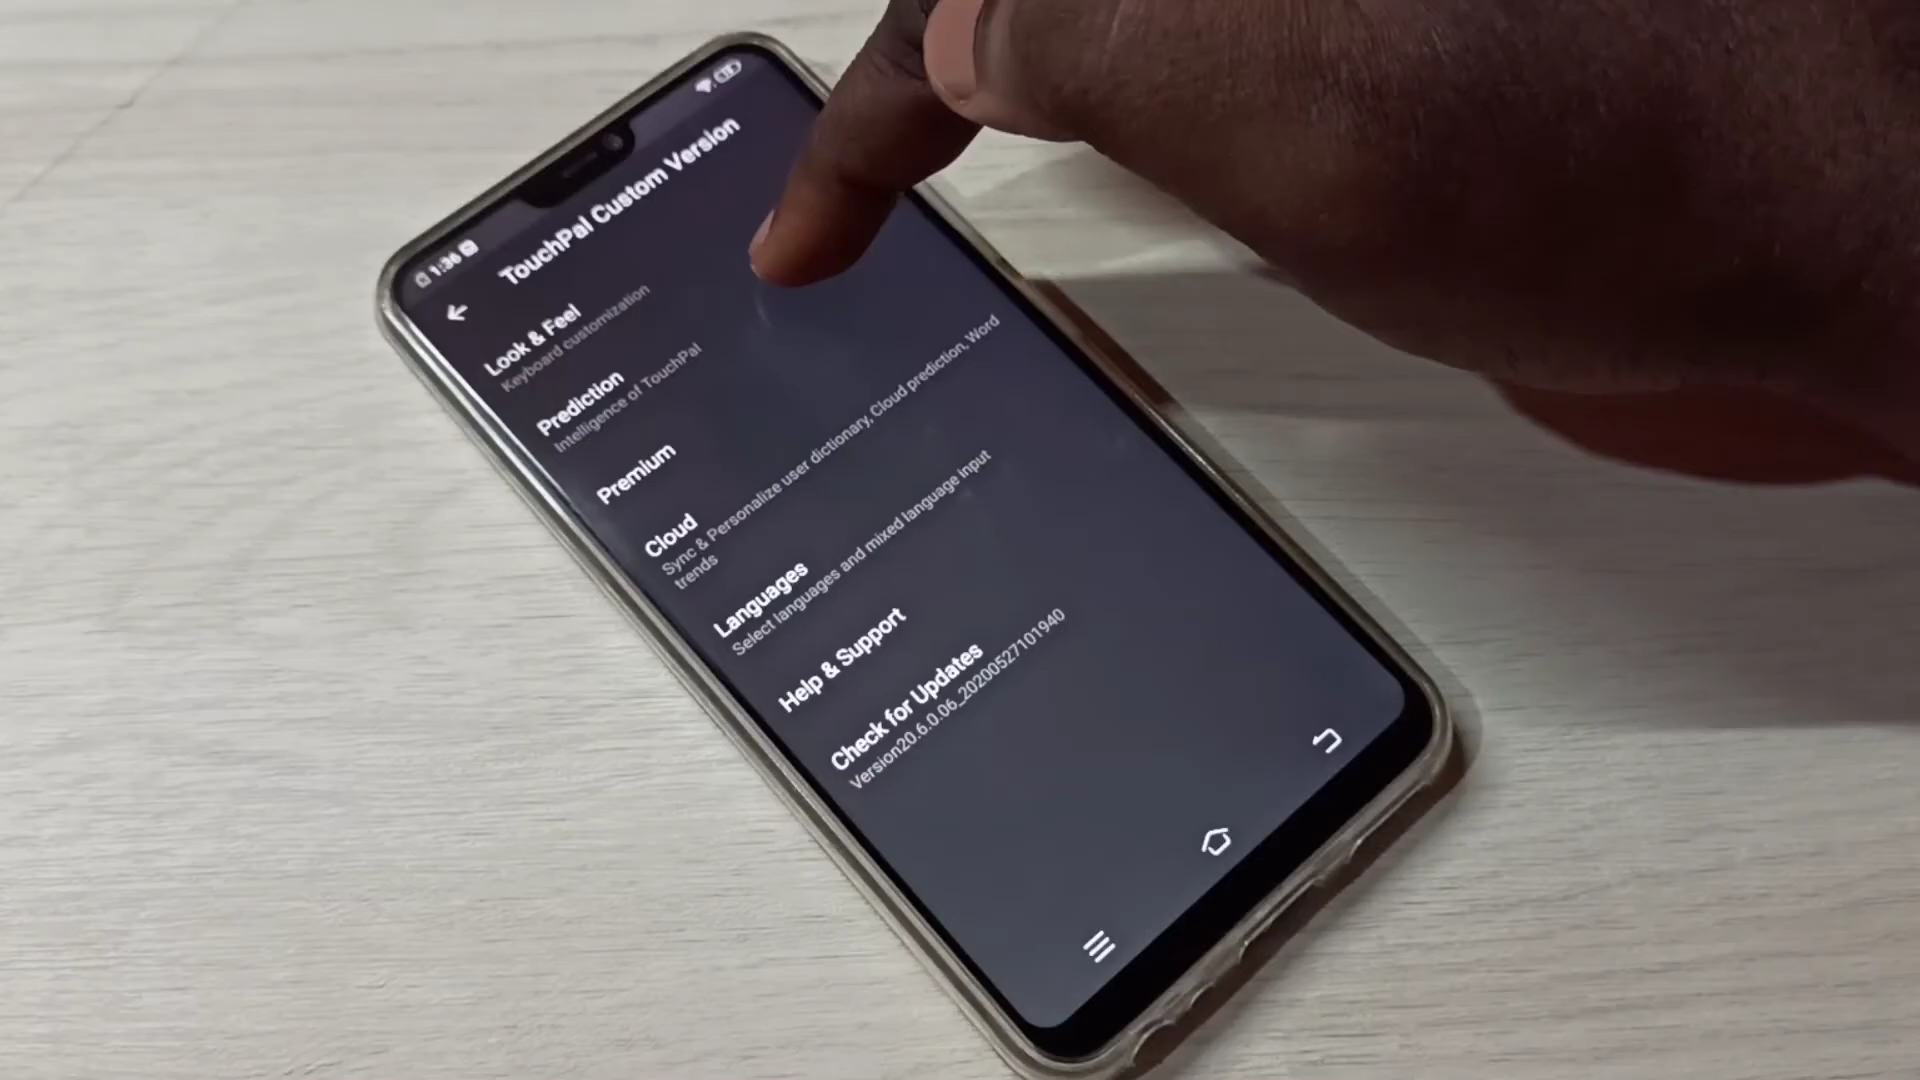 1:36
TouchPal Custom Version
Look & Feel
Keyboard customization
Prediction
Intelligence of TouchPal
Premium
Cloud
Sync & Personalize user dictionary, Cloud prediction, Word
trends
Languages
Select languages and mixed language input
Help & Support
Check for Updates
Version20.6.0.06_20200527101940